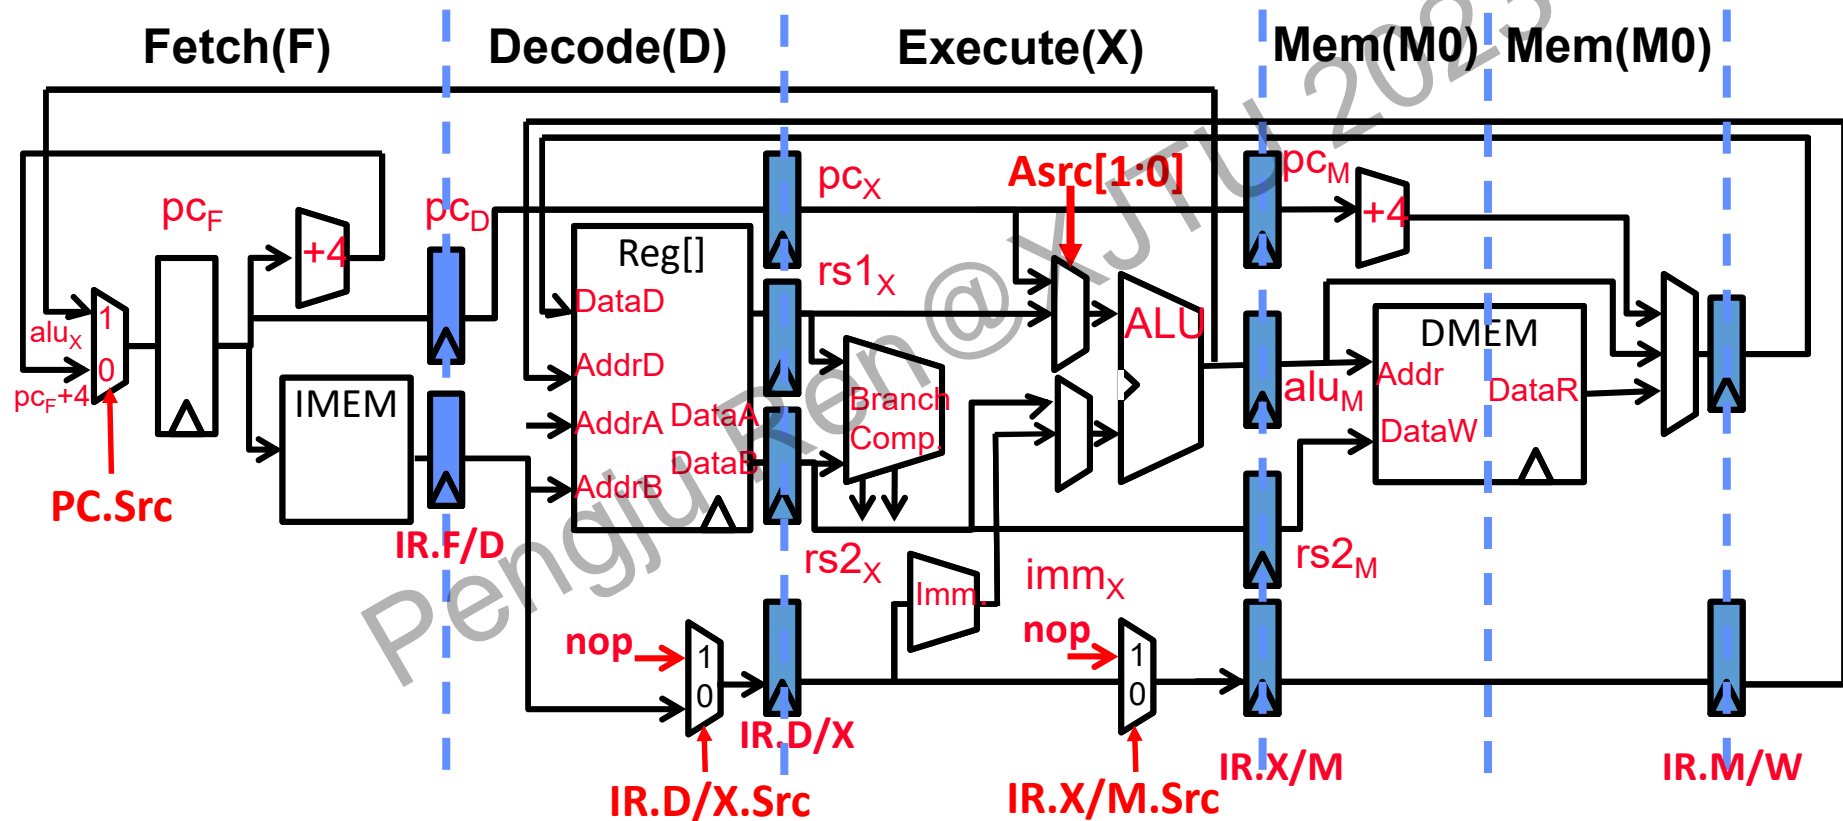 Fetch(F)
Decode(D)
Execute(X)
Mem(M0)
Mem(M0)
pcF
+4
pcD
1
0
aluX
pcF+4
PC.Src
IMEM
IR.F/D
Reg[]
DataD
AddrD
AddrA
DataA
DataB
AddrB
nop
1
0
IR.D/X.Src
IR.D/X
pcX
rs1X
Asrc[1:0]
Branch
Comp.
ALU
rs2X
Imm.
immX
nop
1
0
IR.X/M.Src
IR.X/M
pcM
+4
aluM
DMEM
Addr
DataR
DataW
rs2M
IR.M/W
Pengju Ren @XJTU 2023